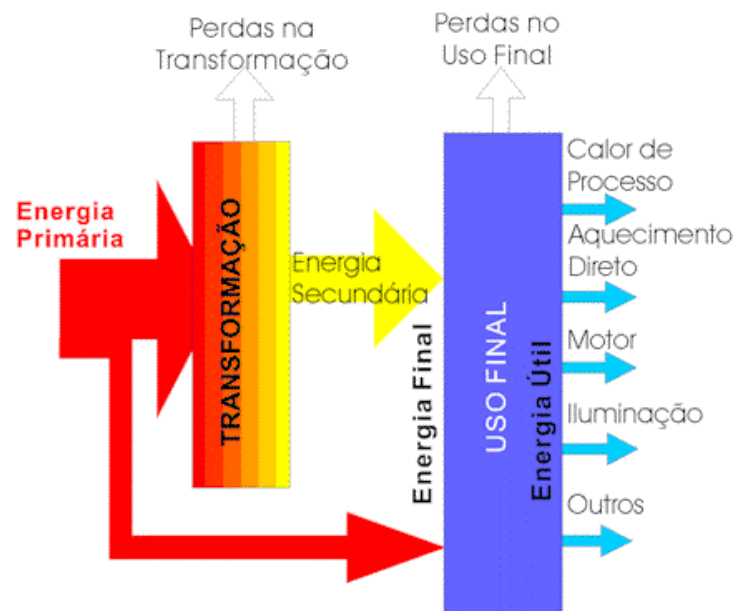 Perdas na
Transformação
Perdas no
Uso Final
Energia
Primária
TRANSFORMAÇÃO
Energia
Secundária
Energia Final
USO FINAL
Energia Útil
Calor de
Processo
Aquecimento
Direto
Motor
Iluminação
Outros